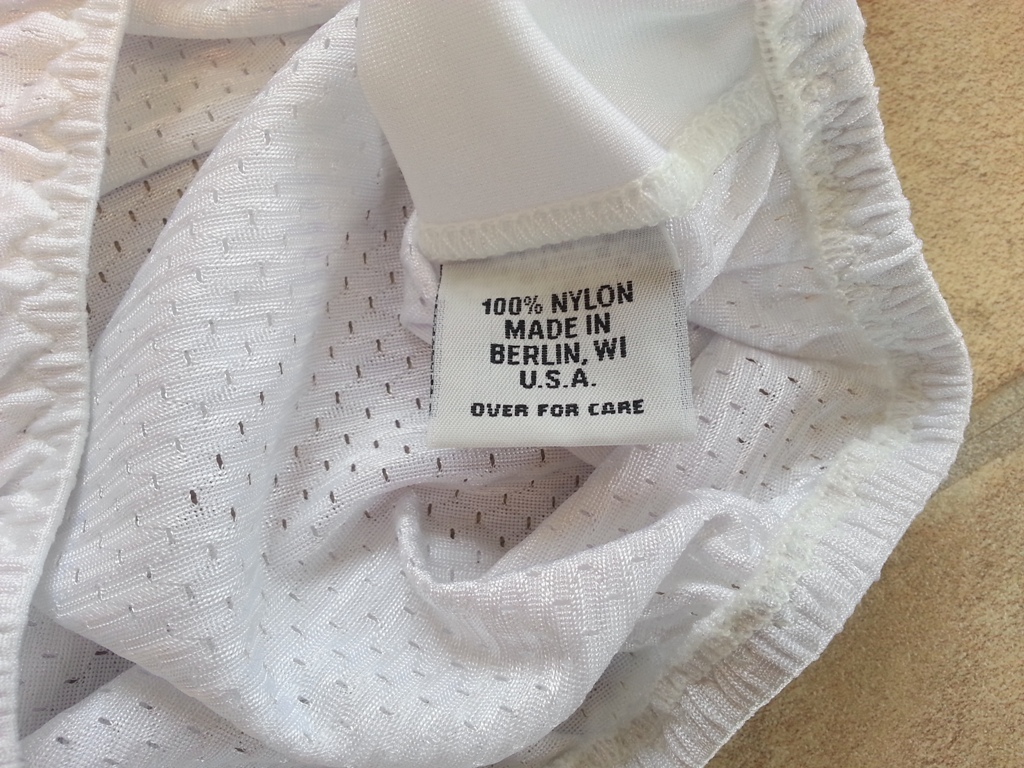 100% NYLON
MADE IN
BERLIN, WI
U.S.A.
OVER FOR CARE